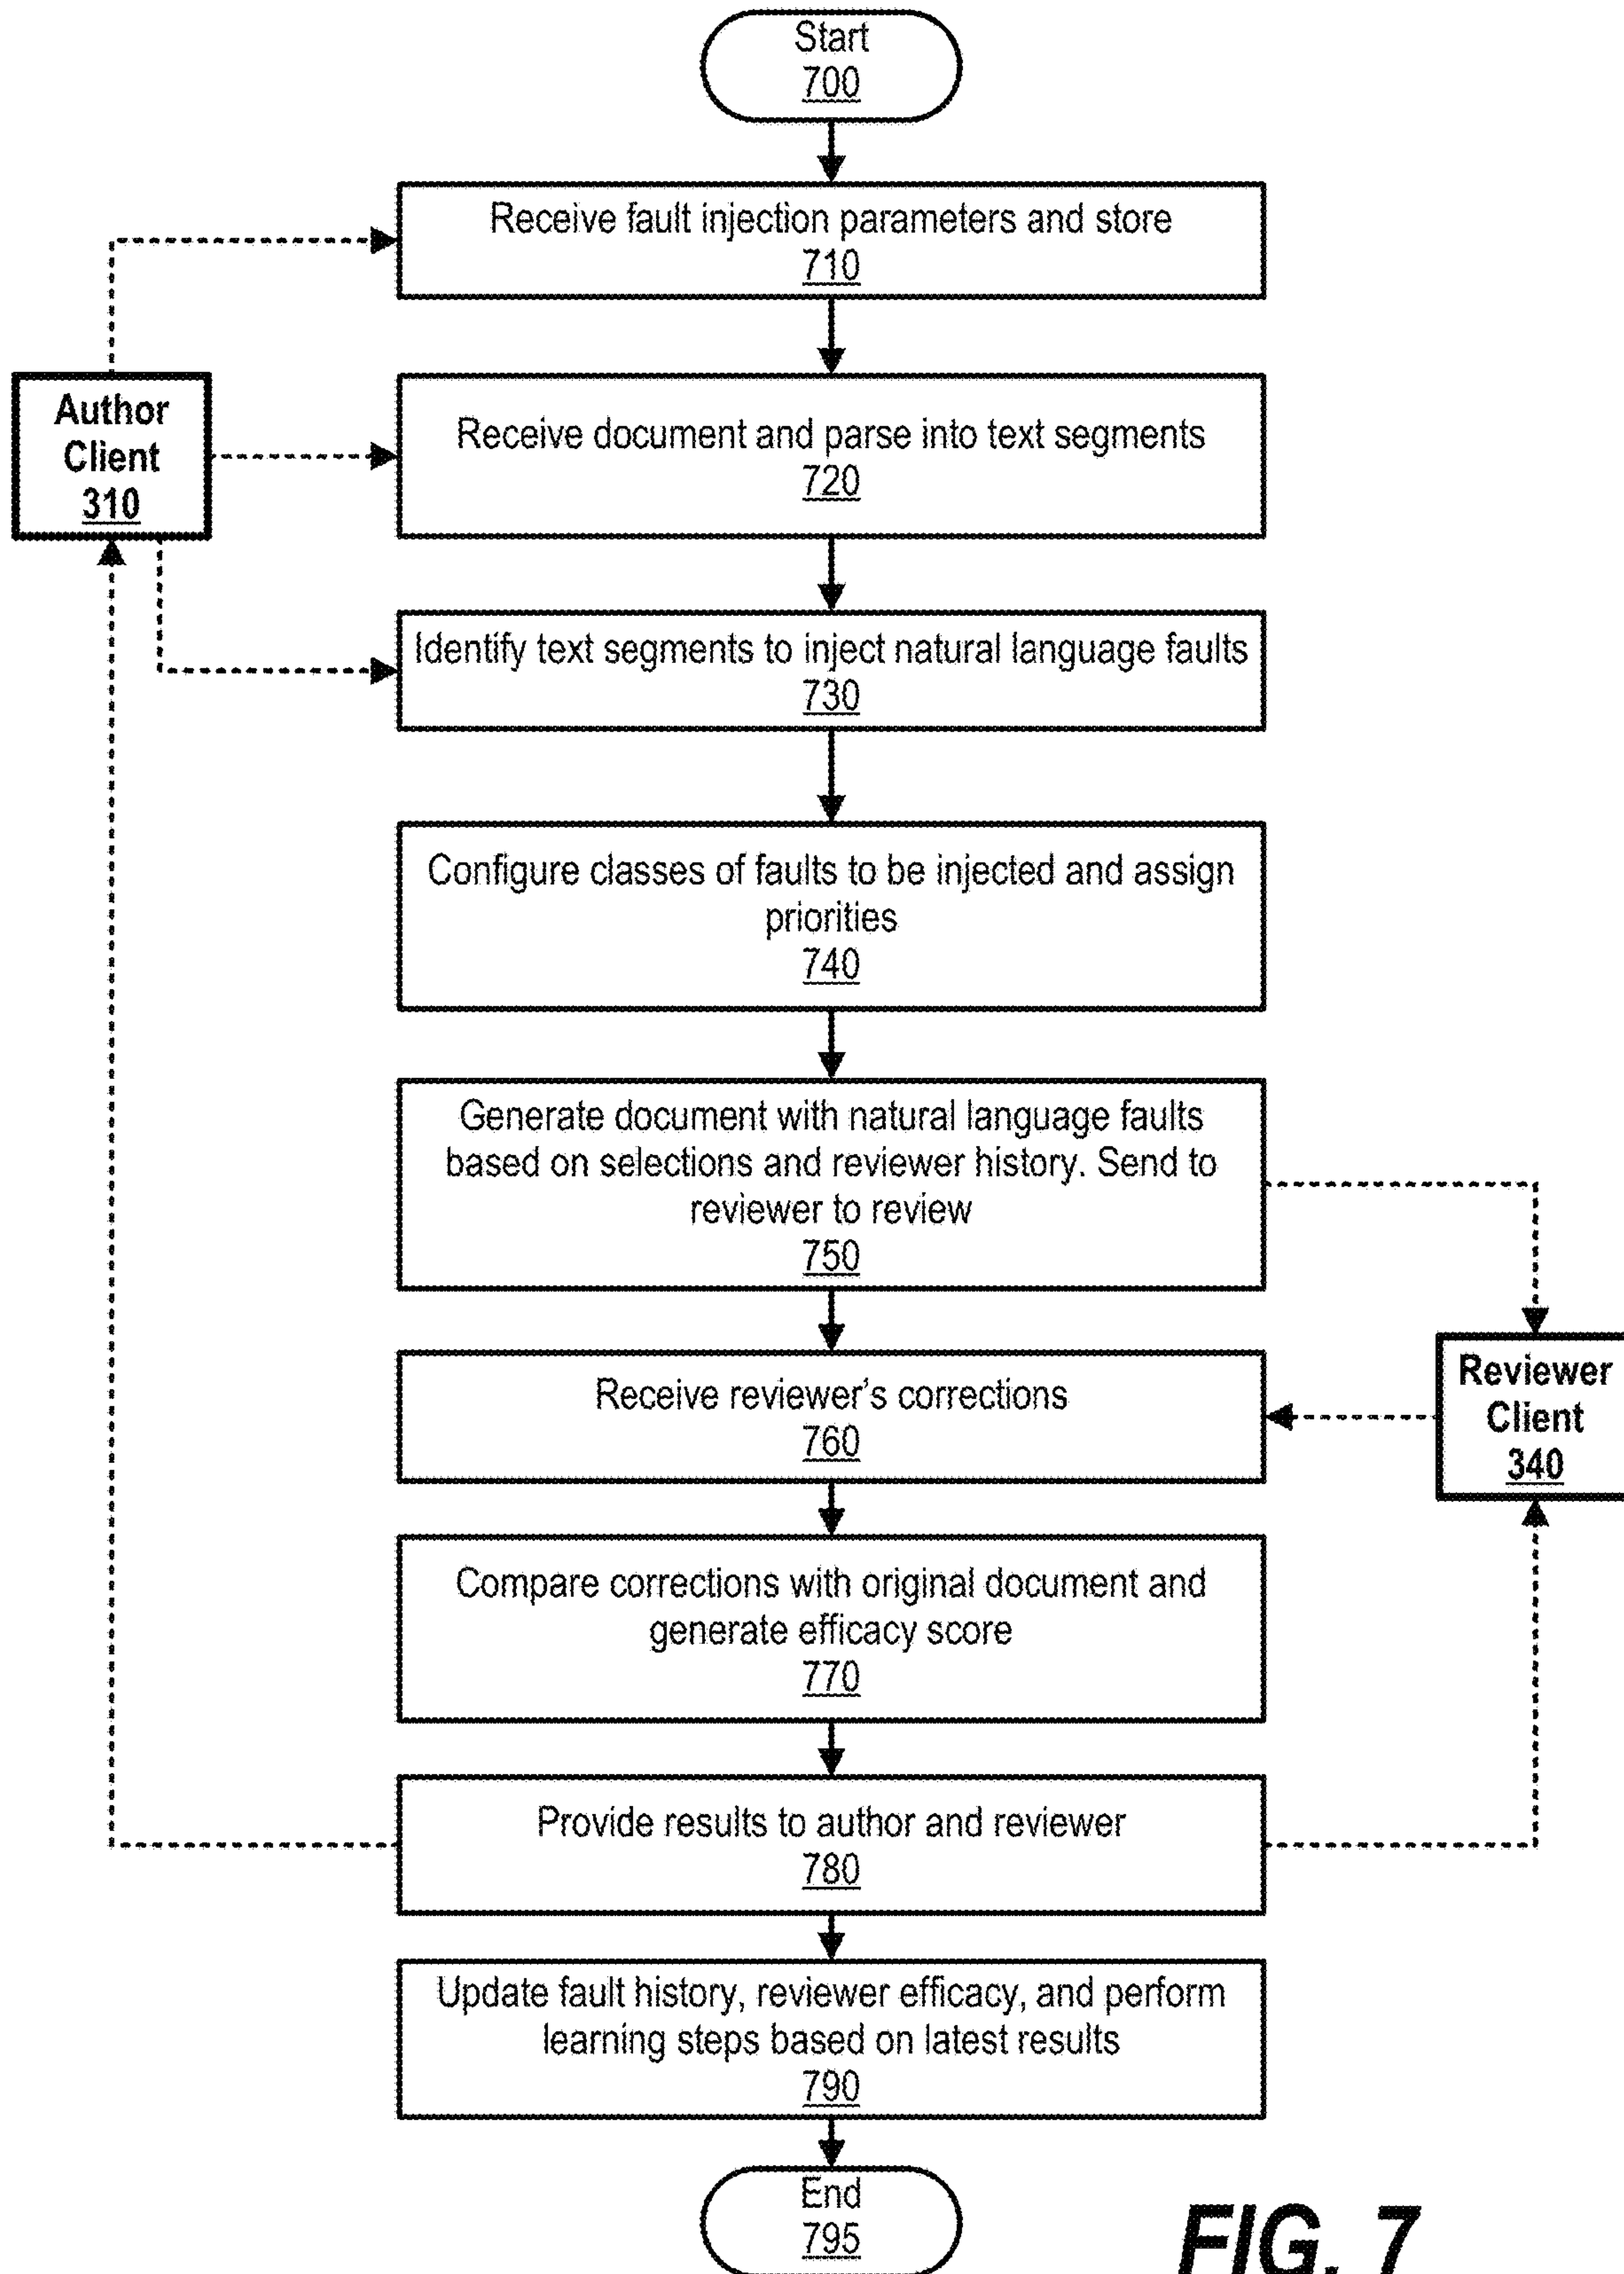 Start
700
Receive fault injection parameters and store
710
Author
Client
310
Receive document and parse into text segments
720
Identify text segments to inject natural language faults
730
Configure classes of faults to be injected and assign
priorities
740
Generate document with natural language faults
based on selections and reviewer history. Send to
reviewer to review
750
Reviewer
Client
340
Receive reviewer's corrections
760
Compare corrections with original document and
generate efficacy score
770
Provide results to author and reviewer
780
Update fault history, reviewer efficacy, and perform
learning steps based on latest results
790
End
795
FIG. 7